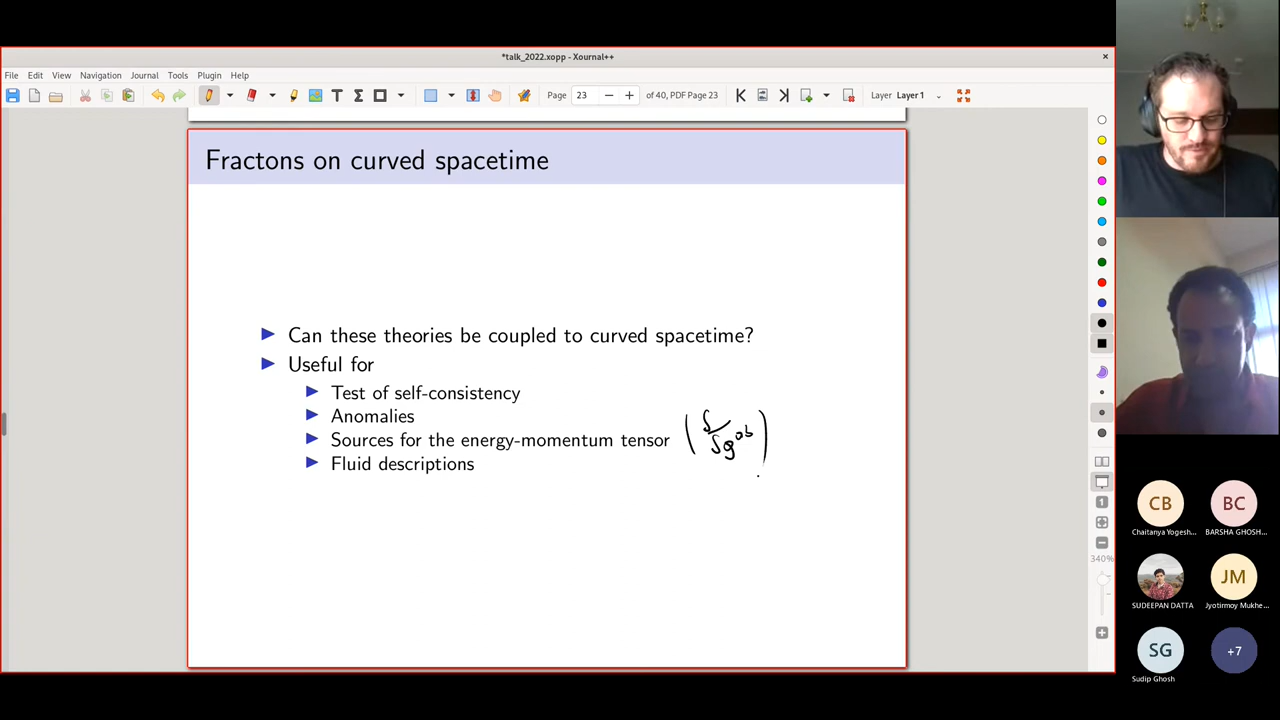 *talk_2022.xopp - Xournal++
File Edit View Navigation Journal Tools Plugin Help
Page 23 of 40, PDF Page 23 Layer Layer 1
Fractons on curved spacetime
Can these theories be coupled to curved spacetime?
Useful for
Test of self-consistency
Anomalies
Sources for the energy-momentum tensor (δ/δg^ab)
Fluid descriptions
340%
CB BC
Chaitanya Yogesh... BARSHA GHOSH...
JM
SUDEEPAN DATTA Jyotirmoy Mukhe...
SG +7
Sudip Ghosh